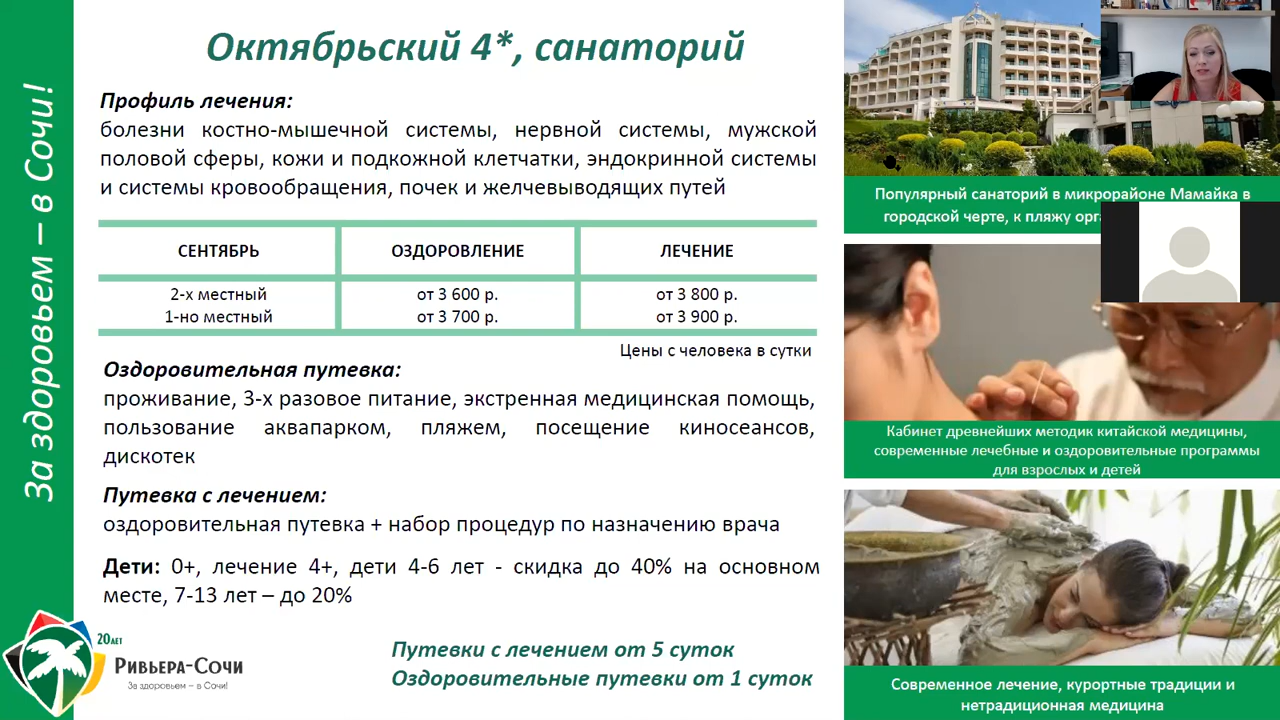 За здоровьем – в Сочи!
Октябрьский 4*, санаторий
Профиль лечения:
болезни костно-мышечной системы, нервной системы, мужской
половой сферы, кожи и подкожной клетчатки, эндокринной системы
и системы кровообращения, почек и желчевыводящих путей
СЕНТЯБРЬ ОЗДОРОВЛЕНИЕ ЛЕЧЕНИЕ
2-х местный от 3 600 р. от 3 800 р.
1-но местный от 3 700 р. от 3 900 р.
Цены с человека в сутки
Оздоровительная путевка:
проживание, 3-х разовое питание, экстренная медицинская помощь,
пользование аквапарком, пляжем, посещение киносеансов,
дискотек
Путевка с лечением:
оздоровительная путевка + набор процедур по назначению врача
Дети: 0+, лечение 4+, дети 4-6 лет - скидка до 40% на основном
месте, 7-13 лет – до 20%
20 ЛЕТ
Ривьера-Сочи
За здоровьем – в Сочи!
Путевки с лечением от 5 суток
Оздоровительные путевки от 1 суток
Популярный санаторий в микрорайоне Мамайка в
городской черте, к пляжу
Кабинет древнейших методик китайской медицины,
современные лечебные и оздоровительные программы
для взрослых и детей
Современное лечение, курортные традиции и
нетрадиционная медицина